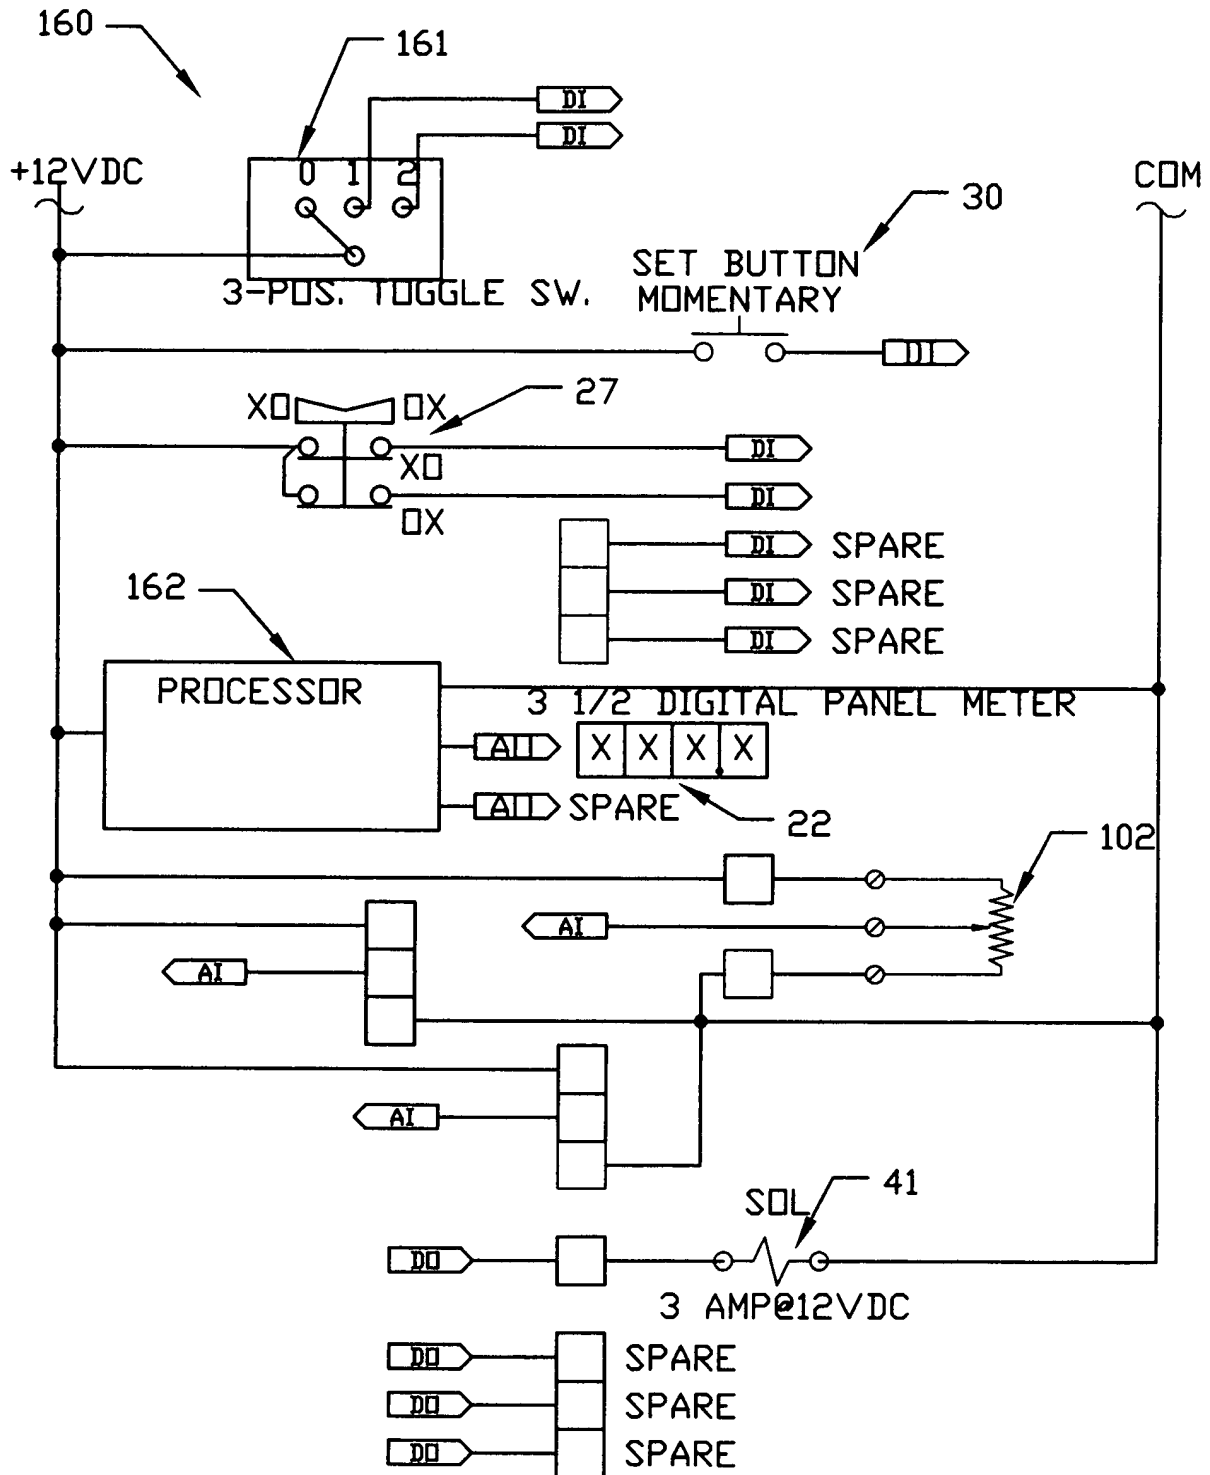 160
161
DI
DI
+12VDC
0 1 2
COM
30
3-POS. TOGGLE SW.
SET BUTTON
MOMENTARY
DI
27
XO OX
DI
XO
DI
OX
DI SPARE
DI SPARE
DI SPARE
162
PROCESSOR
3 1/2 DIGITAL PANEL METER
AO X X X.X
AO SPARE
22
102
AI
AI
AI
SOL 41
DO
3 AMP@12VDC
DO SPARE
DO SPARE
DO SPARE